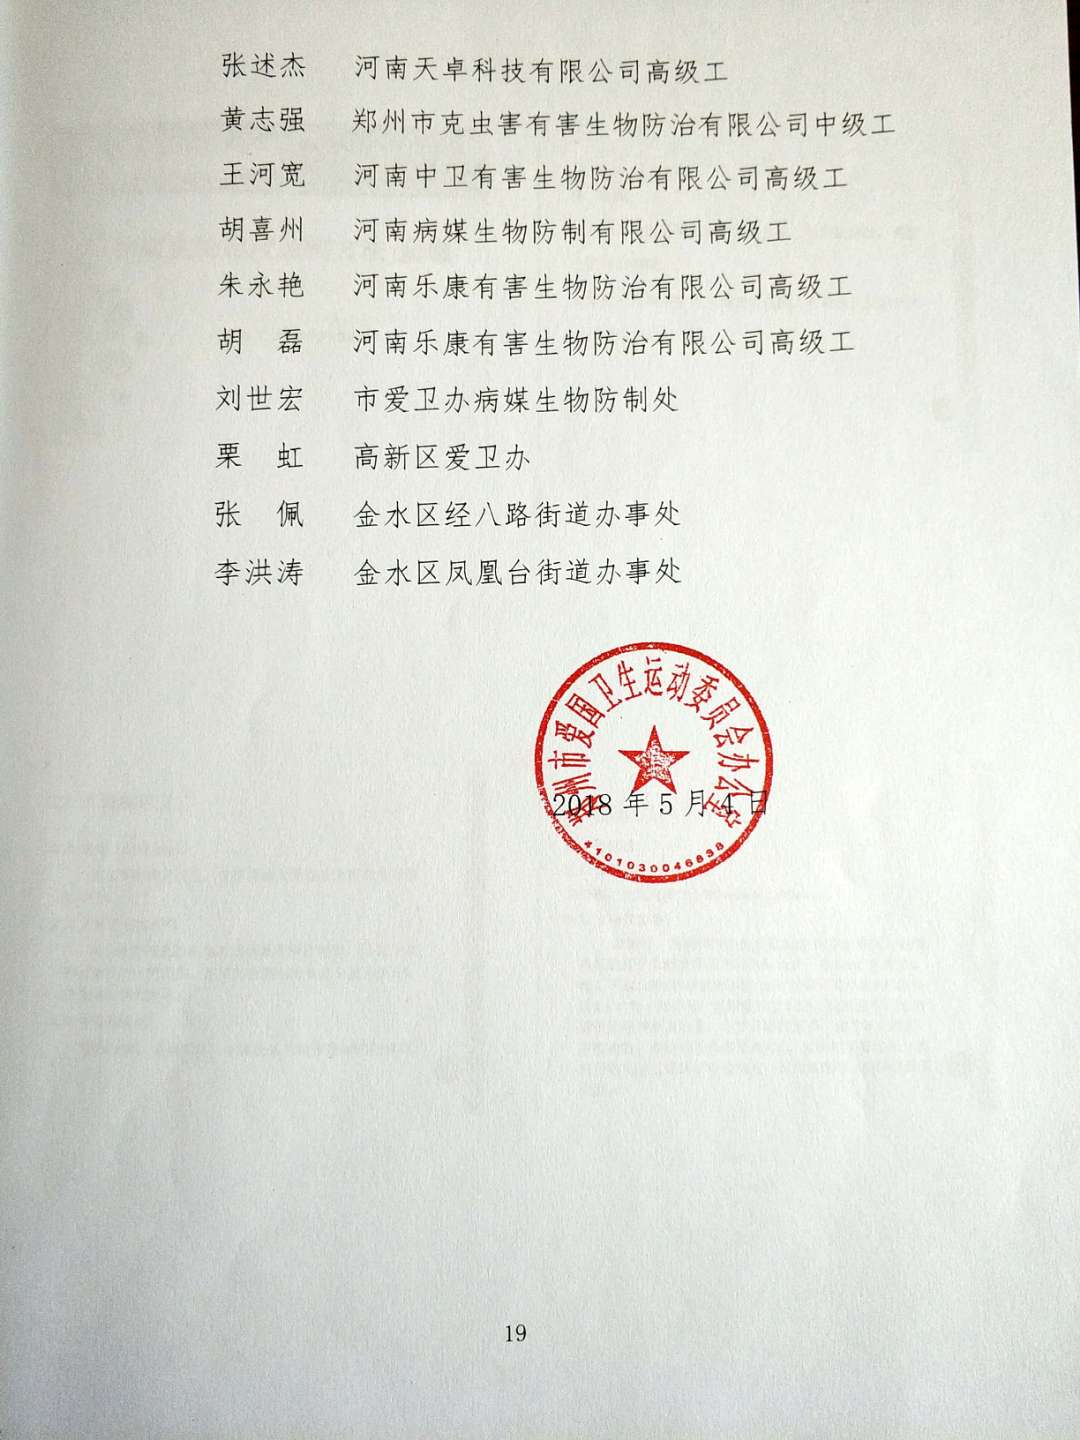 张述杰 河南天卓科技有限公司高级工
黄志强 郑州市克虫害有害生物防治有限公司中级工
王河宽 河南中卫有害生物防治有限公司高级工
胡喜州 河南病媒生物防制有限公司高级工
朱永艳 河南乐康有害生物防治有限公司高级工
胡 磊 河南乐康有害生物防治有限公司高级工
刘世宏 市爱卫办病媒生物防制处
栗 虹 高新区爱卫办
张 佩 金水区经八路街道办事处
李洪涛 金水区凤凰台街道办事处
郑州市爱国卫生运动委员会办公室
2018年5月4日
4101030046838
19